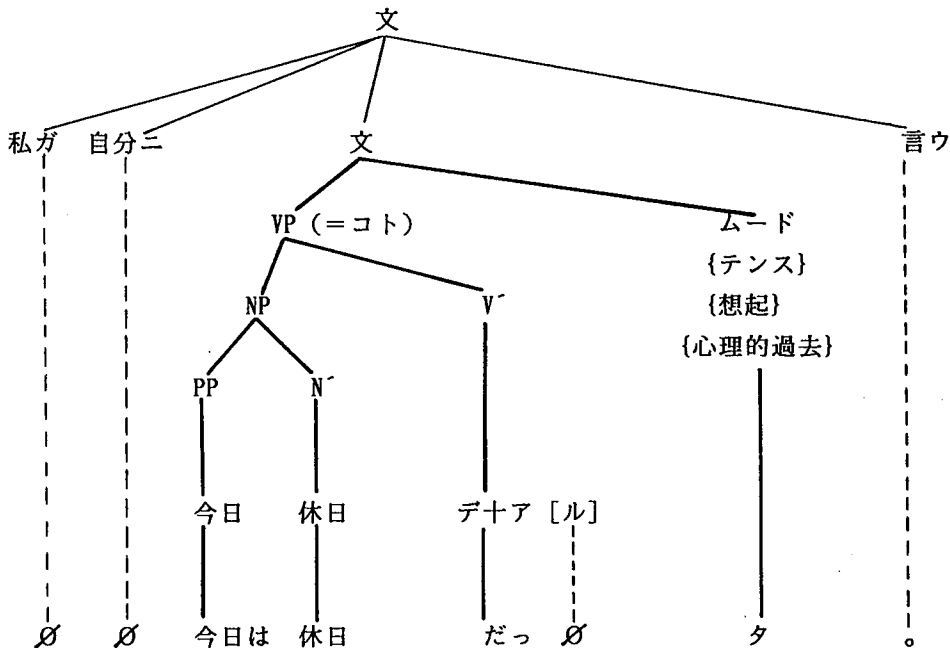 文
私ガ 自分ニ 文 言ウ
VP (=コト) ムード
{テンス}
NP V´ {想起}
{心理的過去}
PP N´
今日 休日 デ+ア [ル]
Ø Ø 今日は 休日 だっ Ø タ 。